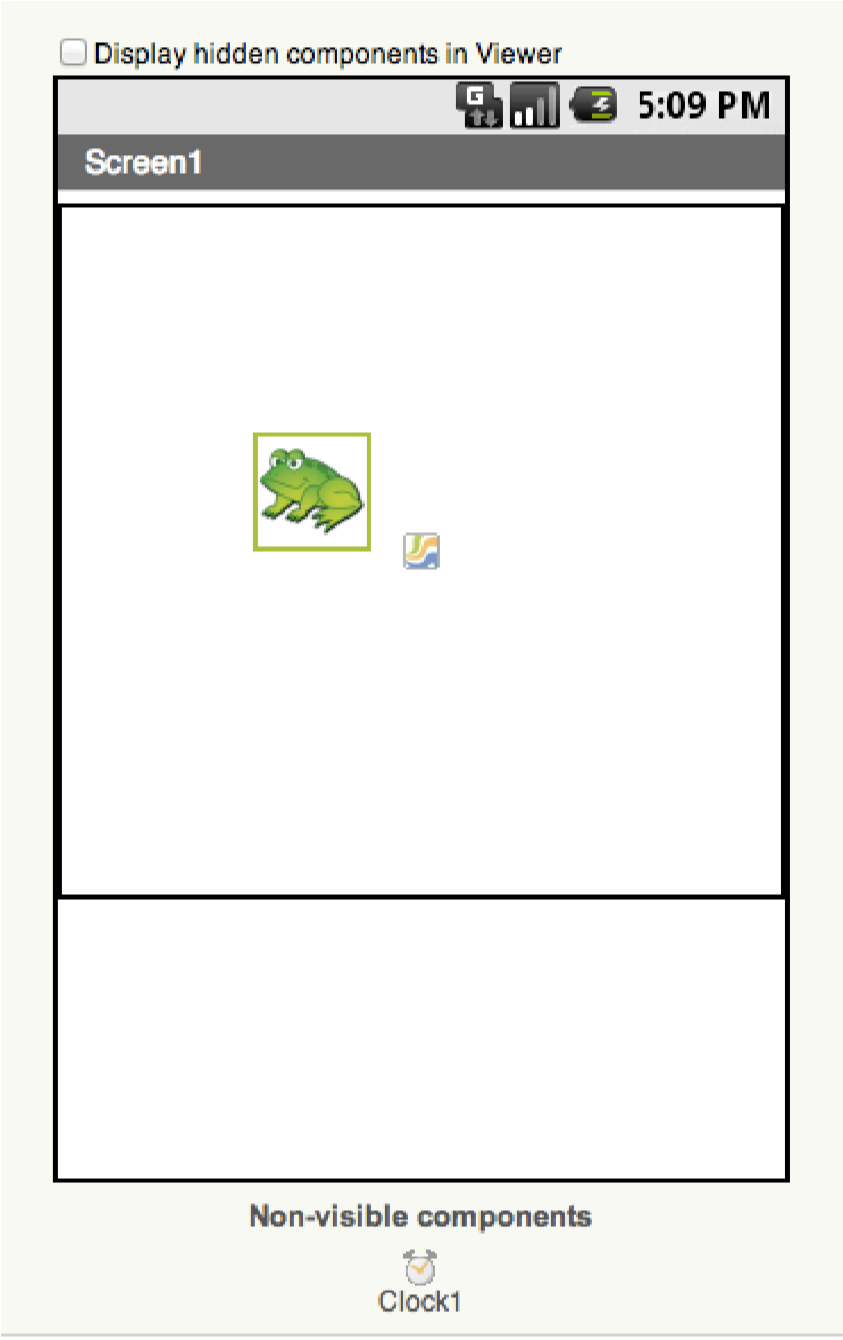 Display hidden components in Viewer
G 5:09 PM
Screen1
Non-visible components
Clock1